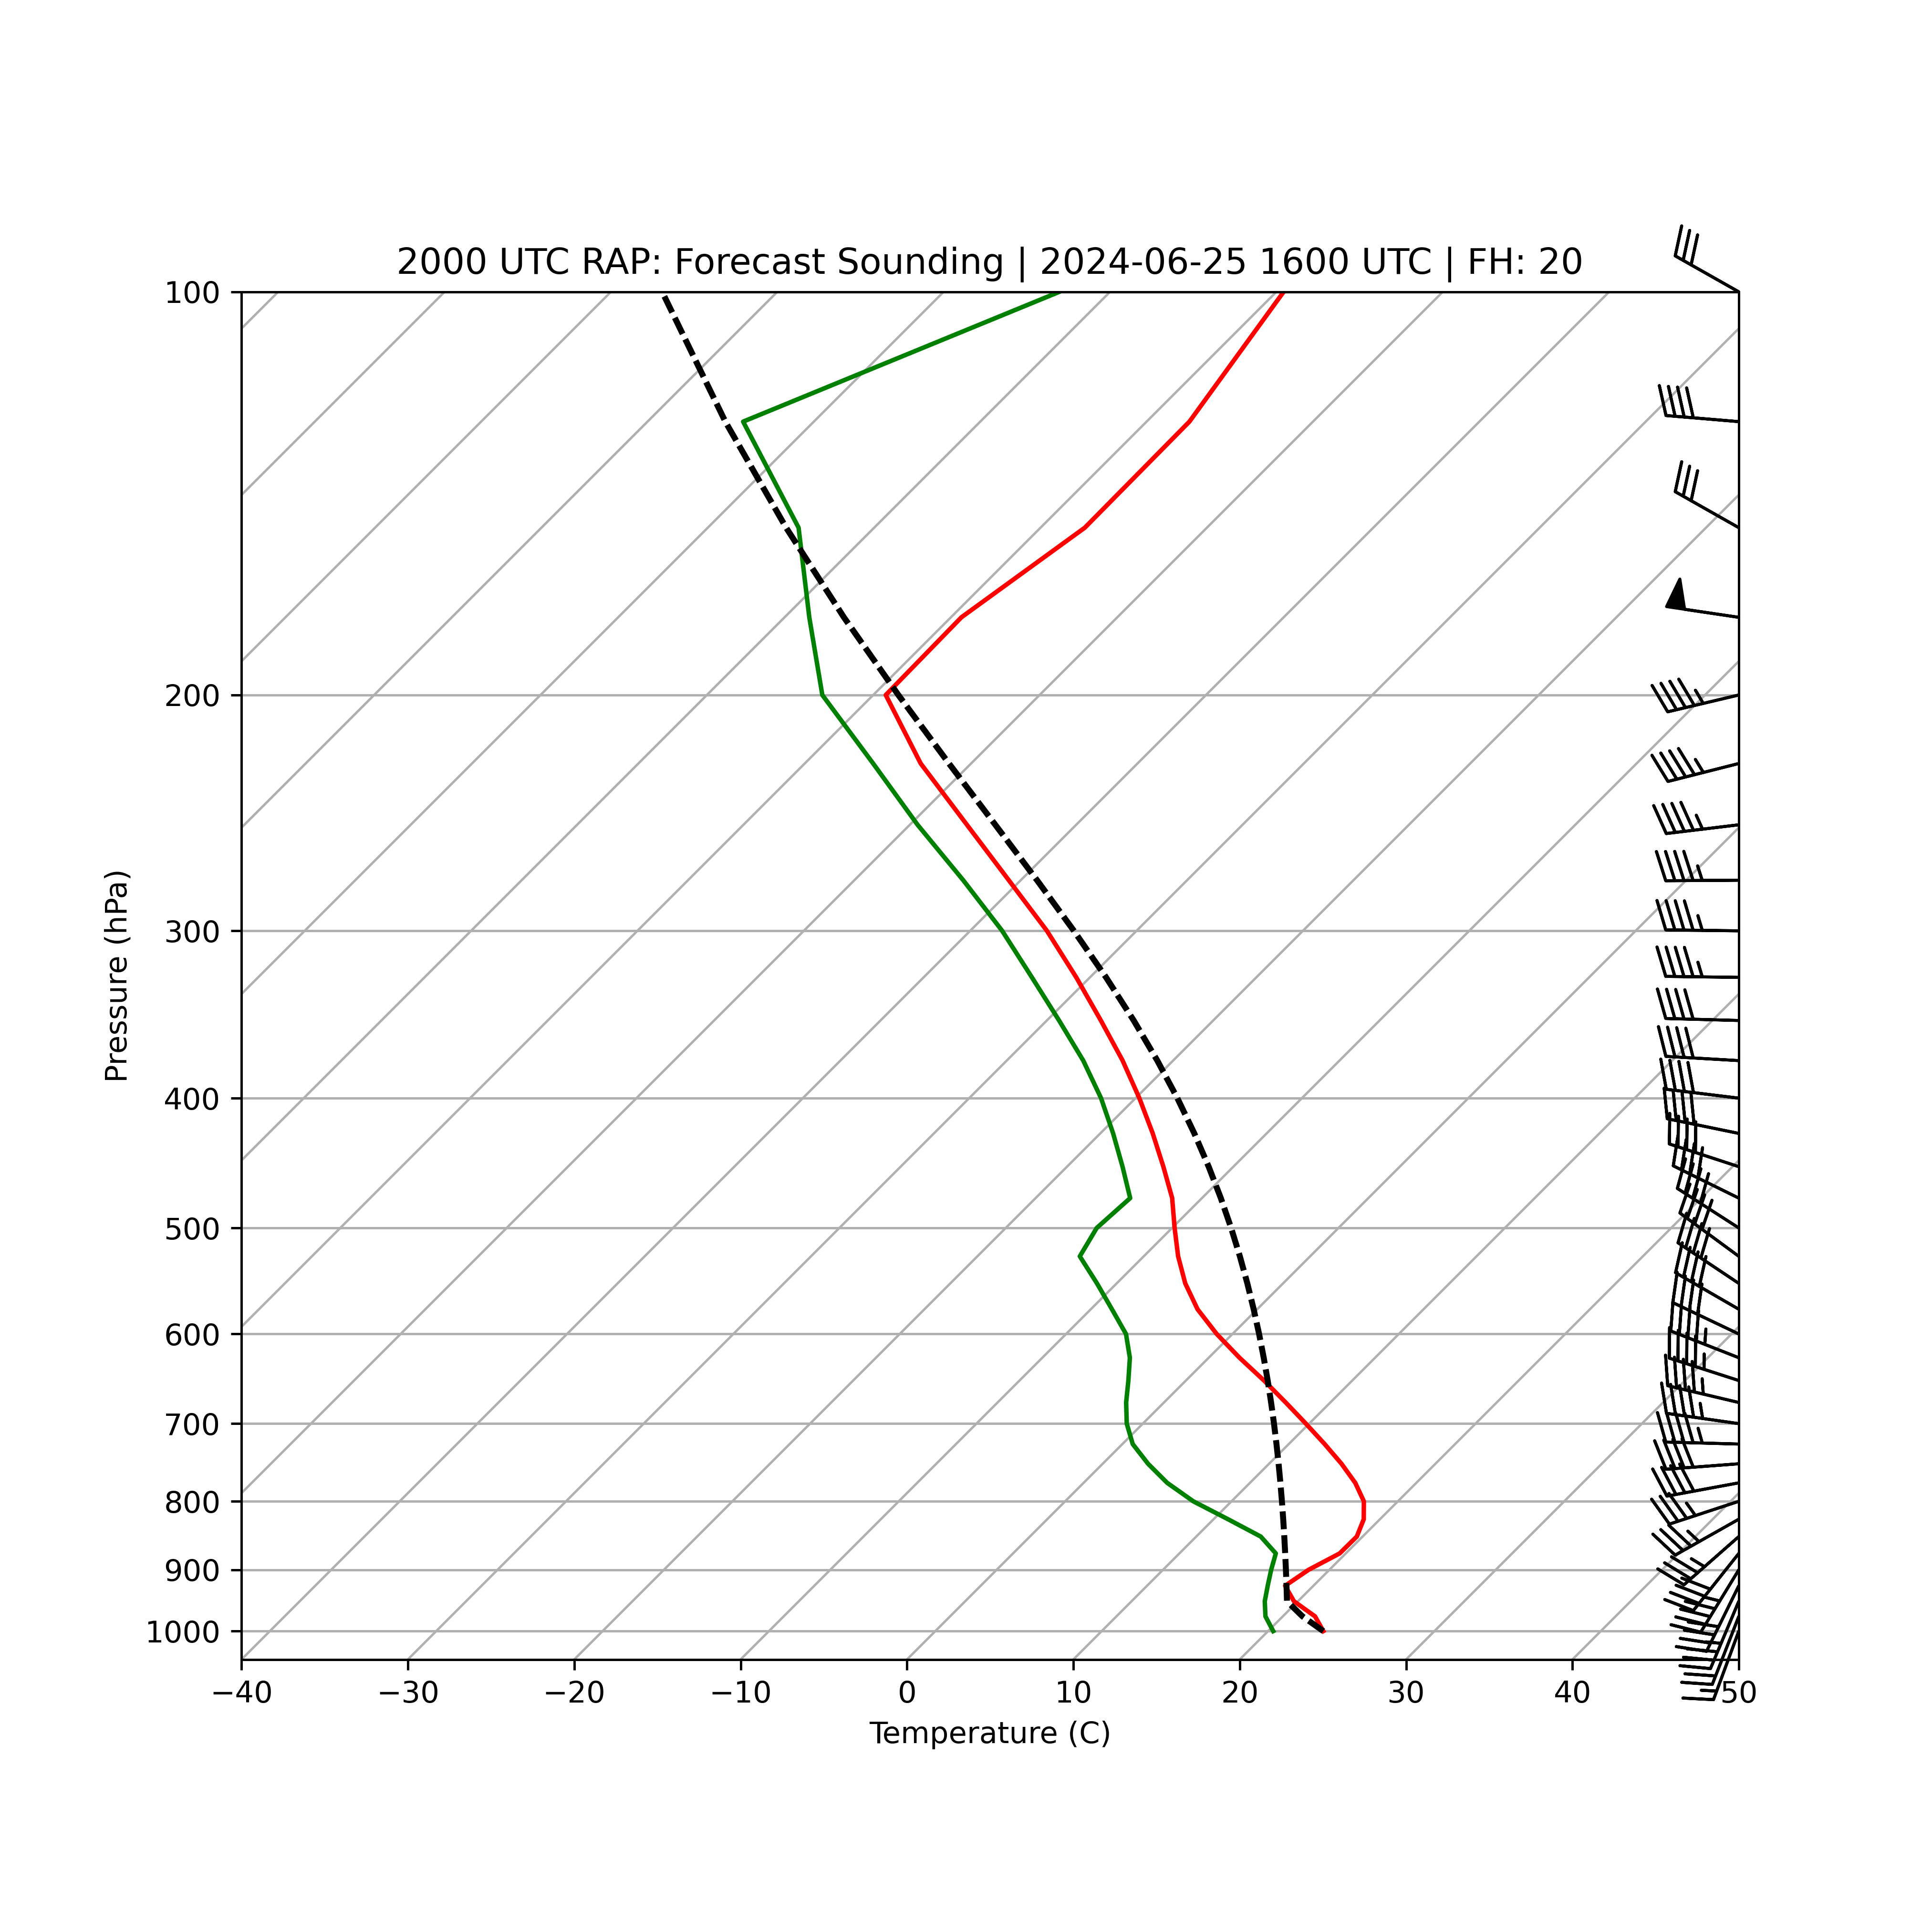 2000 UTC RAP: Forecast Sounding | 2024-06-25 1600 UTC | FH: 20
100
200
300
400
500
600
700
800
900
1000
Pressure (hPa)
−40 −30 −20 −10 0 10 20 30 40 50
Temperature (C)